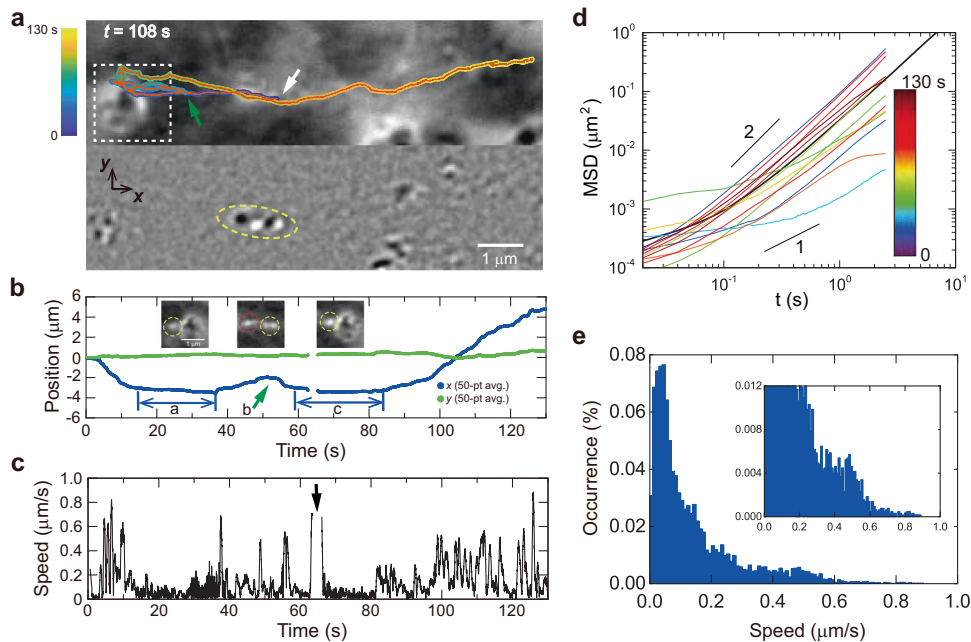 a
130 s
0
t = 108 s
y
x
1 μm
b
Position (μm)
6
4
2
0
-2
-4
-6
1 μm
a
b
c
x (50-pt avg.)
y (50-pt avg.)
0 20 40 60 80 100 120
Time (s)
c
Speed (μm/s)
1.0
0.8
0.6
0.4
0.2
0
0 20 40 60 80 100 120
Time (s)
d
MSD (μm²)
10⁰
10⁻¹
10⁻²
10⁻³
10⁻⁴
2
1
130 s
0
10⁻¹ 10⁰ 10¹
t (s)
e
Occurrence (%)
0.08
0.06
0.04
0.02
0.00
0.012
0.008
0.004
0.000
0.0 0.2 0.4 0.6 0.8 1.0
0.0 0.2 0.4 0.6 0.8 1.0
Speed (μm/s)